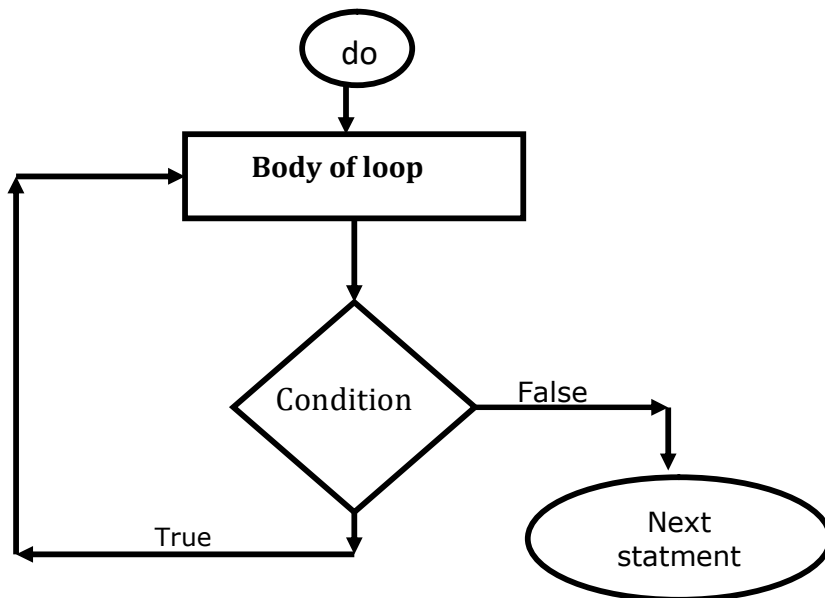 do
Body of loop
Condition
False
True
Next
statment